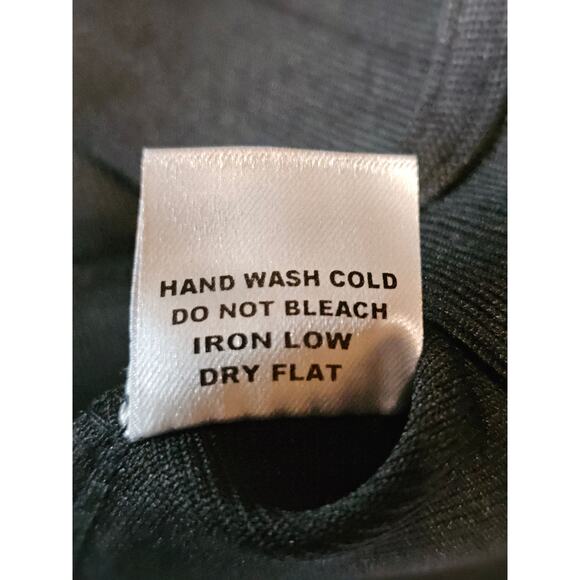 HAND WASH COLD
DO NOT BLEACH
IRON LOW
DRY FLAT